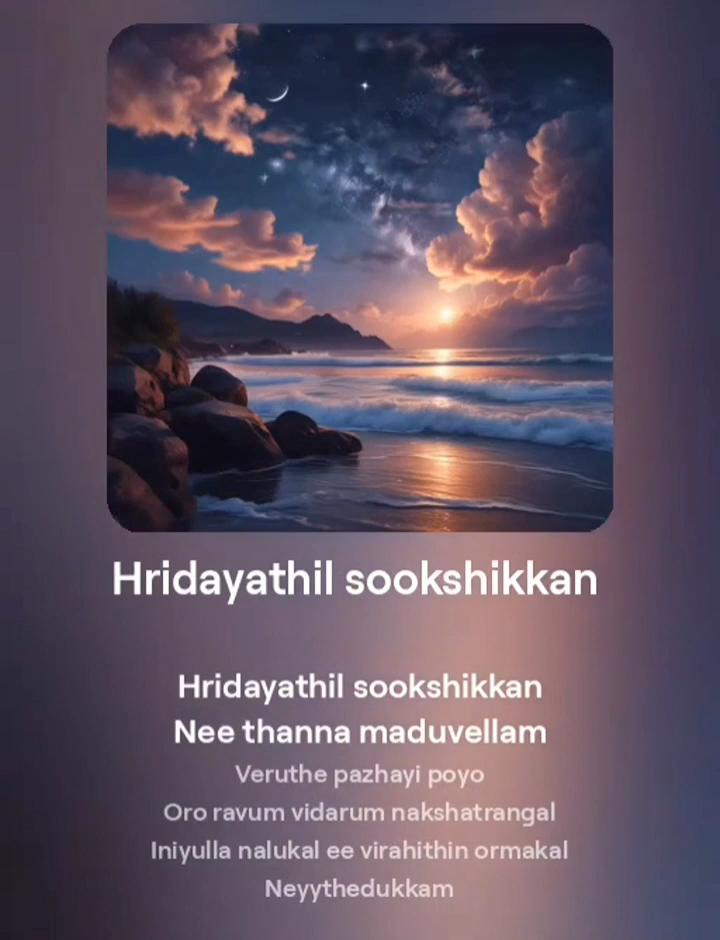 Hridayathil sookshikkan
Hridayathil sookshikkan
Nee thanna maduvellam
Veruthe pazhayi poyo
Oro ravum vidarum nakshatrangal
Iniyulla nalukal ee virahithin ormakal
Neyythedukkam